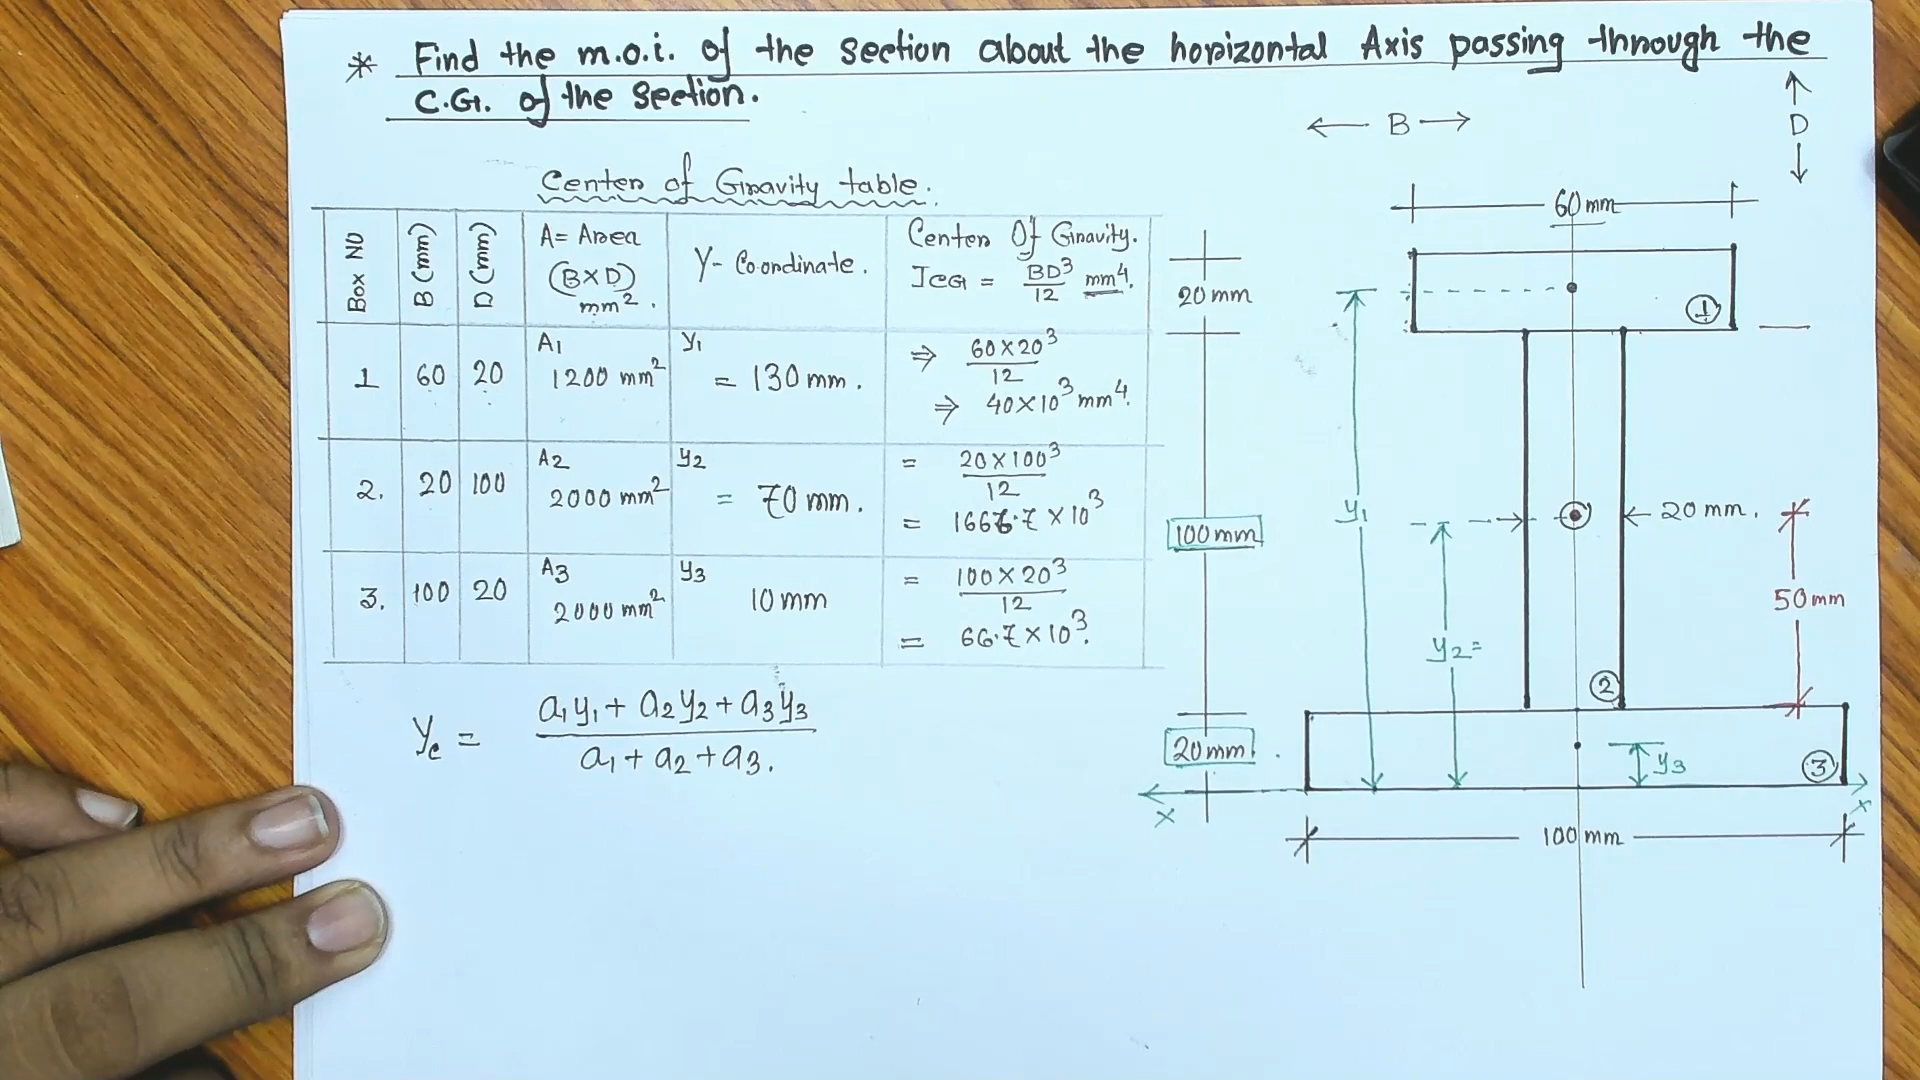 * Find the m.o.i. of the section about the horizontal Axis passing through the
C.G. of the section.
← B →
D
Center of Gravity table.
Box NO
B(mm)
D(mm)
A= Area
(B×D)
mm².
Y- Coordinate.
Center Of Gravity.
ICG = BD³/12 mm⁴.
1
60
20
A1
1200 mm²
y1
= 130 mm.
⇒ 60×20³/12
⇒ 40×10³ mm⁴.
2.
20
100
A2
2000 mm²
y2
= 70 mm.
= 20×100³/12
= 1666.7 ×10³
3.
100
20
A3
2000 mm²
y3
10 mm
= 100×20³/12
= 66.7×10³.
Yc = a1y1 + a2y2 + a3y3 / a1 + a2 + a3.
60 mm
20 mm
1
y1
100 mm
20 mm.
50 mm
y2=
2
20 mm.
y3
3
x
x
100 mm